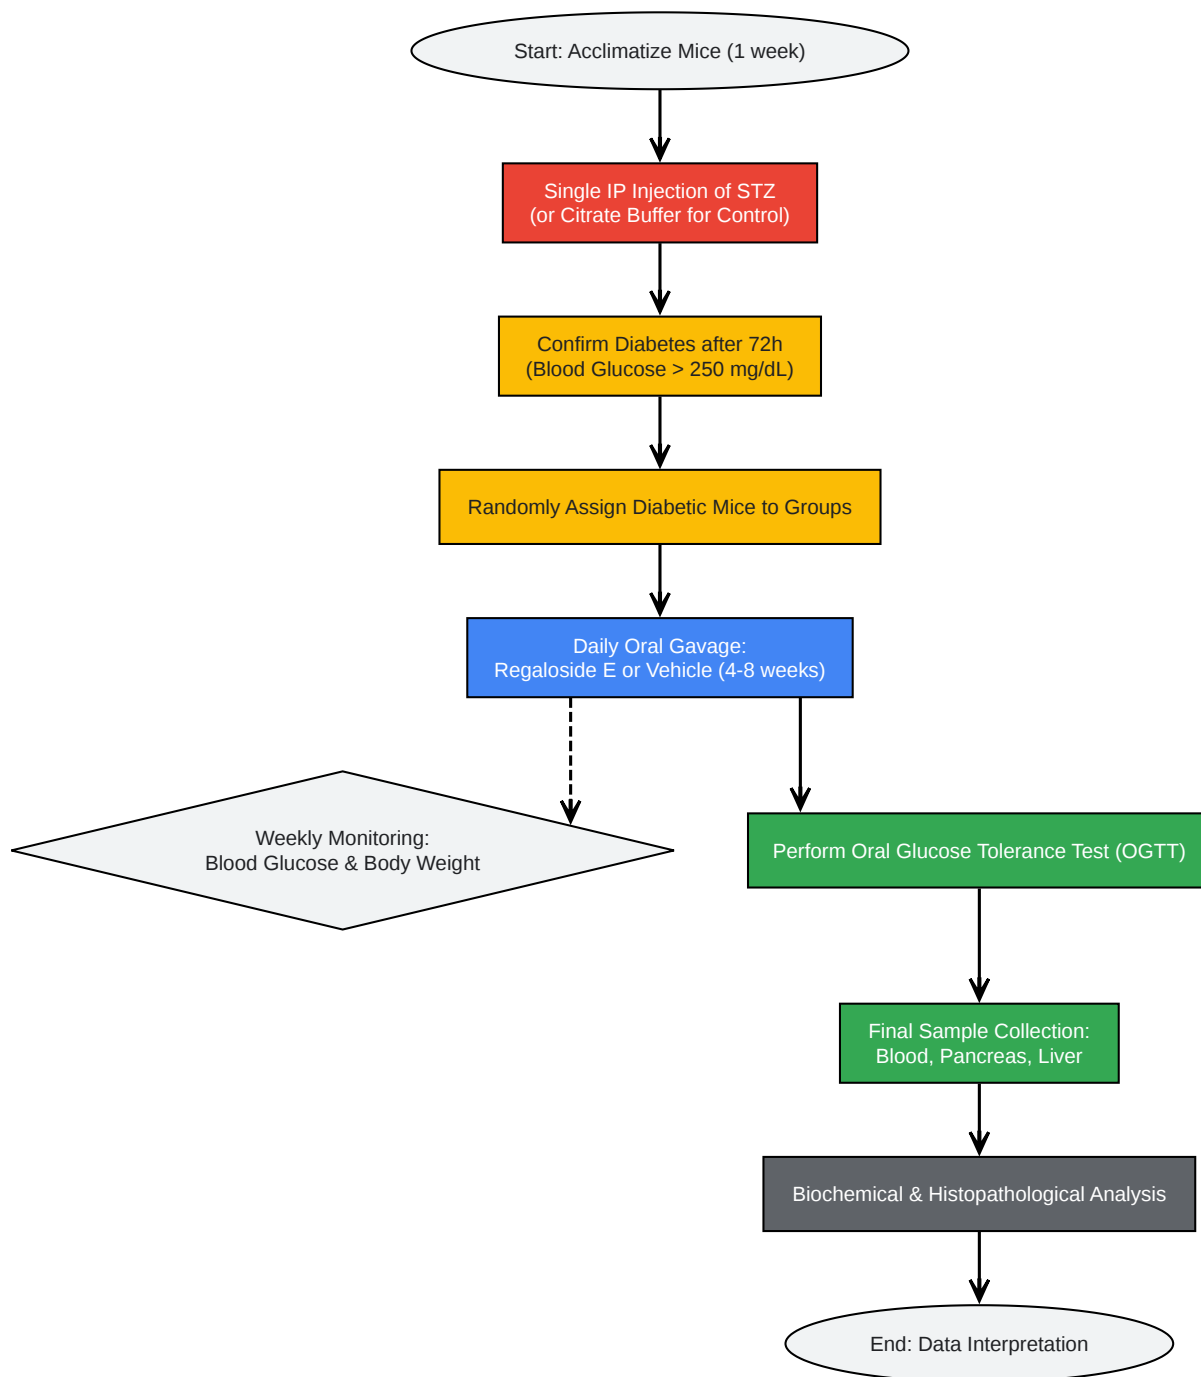 Start: Acclimatize Mice (1 week)
Single IP Injection of STZ
(or Citrate Buffer for Control)
Confirm Diabetes after 72h
(Blood Glucose > 250 mg/dL)
Randomly Assign Diabetic Mice to Groups
Daily Oral Gavage:
Regaloside E or Vehicle (4-8 weeks)
Weekly Monitoring:
Blood Glucose & Body Weight
Perform Oral Glucose Tolerance Test (OGTT)
Final Sample Collection:
Blood, Pancreas, Liver
Biochemical & Histopathological Analysis
End: Data Interpretation